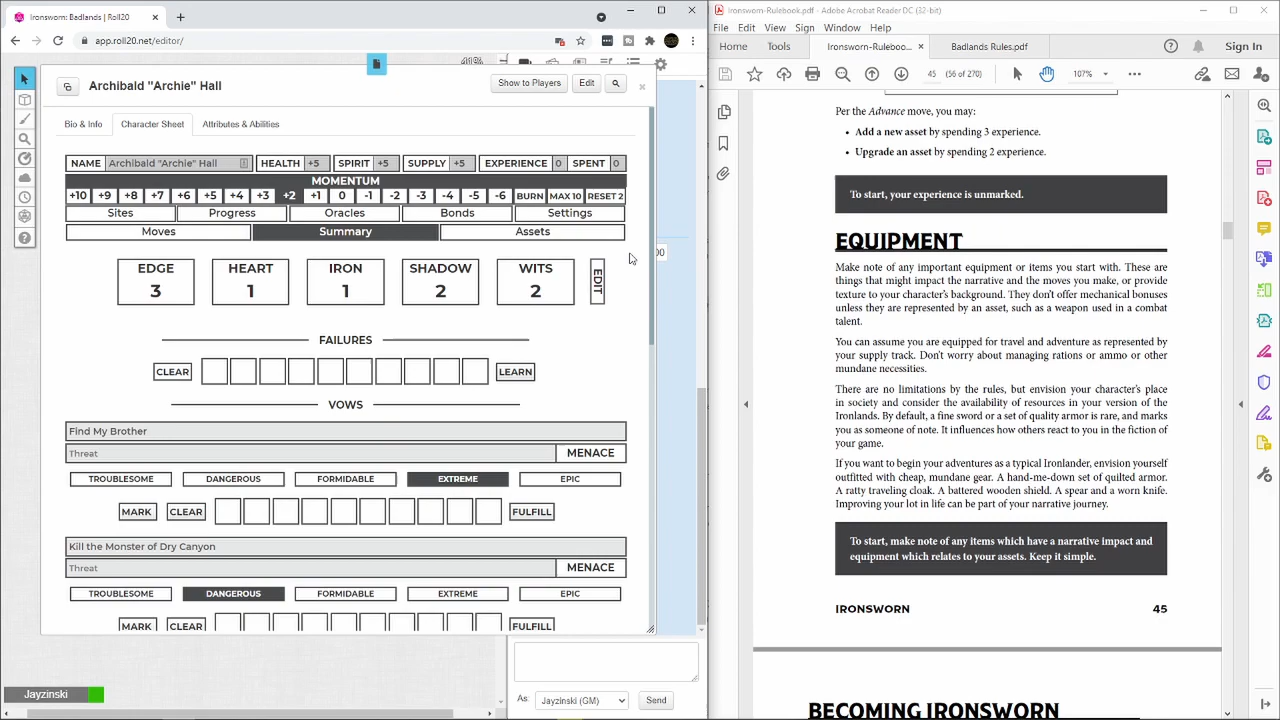 Ironsworn: Badlands | Roll20
app.roll20.net/editor/
Archibald "Archie" Hall
Show to Players
Edit
Bio & Info
Character Sheet
Attributes & Abilities
NAME Archibald "Archie" Hall HEALTH +5 SPIRIT +5 SUPPLY +5 EXPERIENCE 0 SPENT 0
MOMENTUM
+10 +9 +8 +7 +6 +5 +4 +3 +2 +1 0 -1 -2 -3 -4 -5 -6 BURN MAX 10 RESET 2
Sites Progress Oracles Bonds Settings
Moves Summary Assets
EDGE HEART IRON SHADOW WITS EDIT
3 1 1 2 2
FAILURES
CLEAR LEARN
VOWS
Find My Brother
Threat MENACE
TROUBLESOME DANGEROUS FORMIDABLE EXTREME EPIC
MARK CLEAR FULFILL
Kill the Monster of Dry Canyon
Threat MENACE
TROUBLESOME DANGEROUS FORMIDABLE EXTREME EPIC
MARK CLEAR FULFILL
As: Jayzinski (GM) Send
Jayzinski
Ironsworn-Rulebook.pdf - Adobe Acrobat Reader DC (32-bit)
File Edit View Sign Window Help
Home Tools Ironsworn-Ruleboo... Badlands Rules.pdf Sign In
45 (56 of 270) 107%
Per the Advance move, you may:
• Add a new asset by spending 3 experience.
• Upgrade an asset by spending 2 experience.
To start, your experience is unmarked.
EQUIPMENT
Make note of any important equipment or items you start with. These are
things that might impact the narrative and the moves you make, or provide
texture to your character's background. They don't offer mechanical bonuses
unless they are represented by an asset, such as a weapon used in a combat
talent.
You can assume you are equipped for travel and adventure as represented by
your supply track. Don't worry about managing rations or ammo or other
mundane necessities.
There are no limitations by the rules, but envision your character's place
in society and consider the availability of resources in your version of the
Ironlands. By default, a fine sword or a set of quality armor is rare, and marks
you as someone of note. It influences how others react to you in the fiction of
your game.
If you want to begin your adventures as a typical Ironlander, envision yourself
outfitted with cheap, mundane gear. A hand-me-down set of quilted armor.
A ratty traveling cloak. A battered wooden shield. A spear and a worn knife.
Improving your lot in life can be part of your narrative journey.
To start, make note of any items which have a narrative impact and
equipment which relates to your assets. Keep it simple.
IRONSWORN 45
BECOMING IRONSWORN